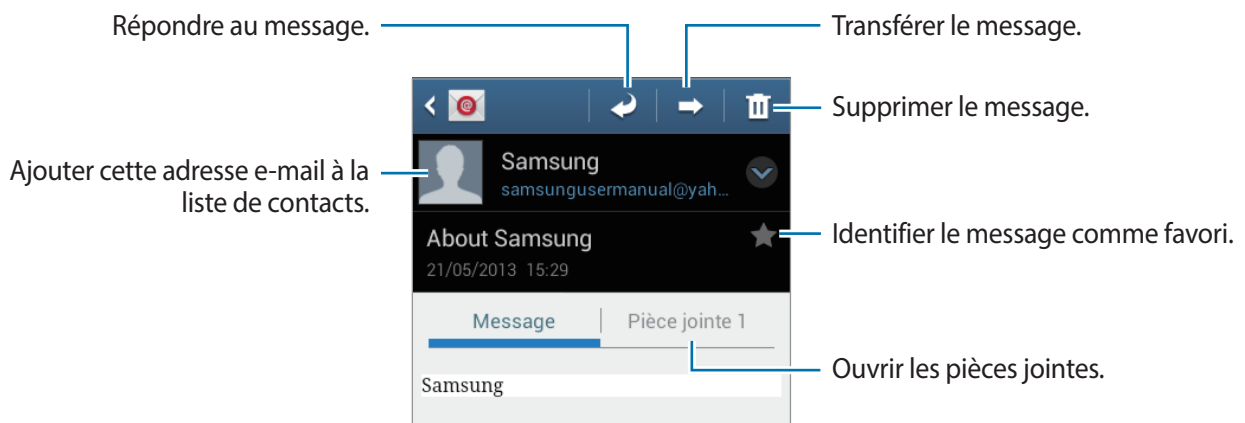 Répondre au message.
Transférer le message.
Supprimer le message.
Ajouter cette adresse e-mail à la
liste de contacts.
Samsung
samsungusermanual@yah...
About Samsung
21/05/2013 15:29
Identifier le message comme favori.
Message
Pièce jointe 1
Ouvrir les pièces jointes.
Samsung